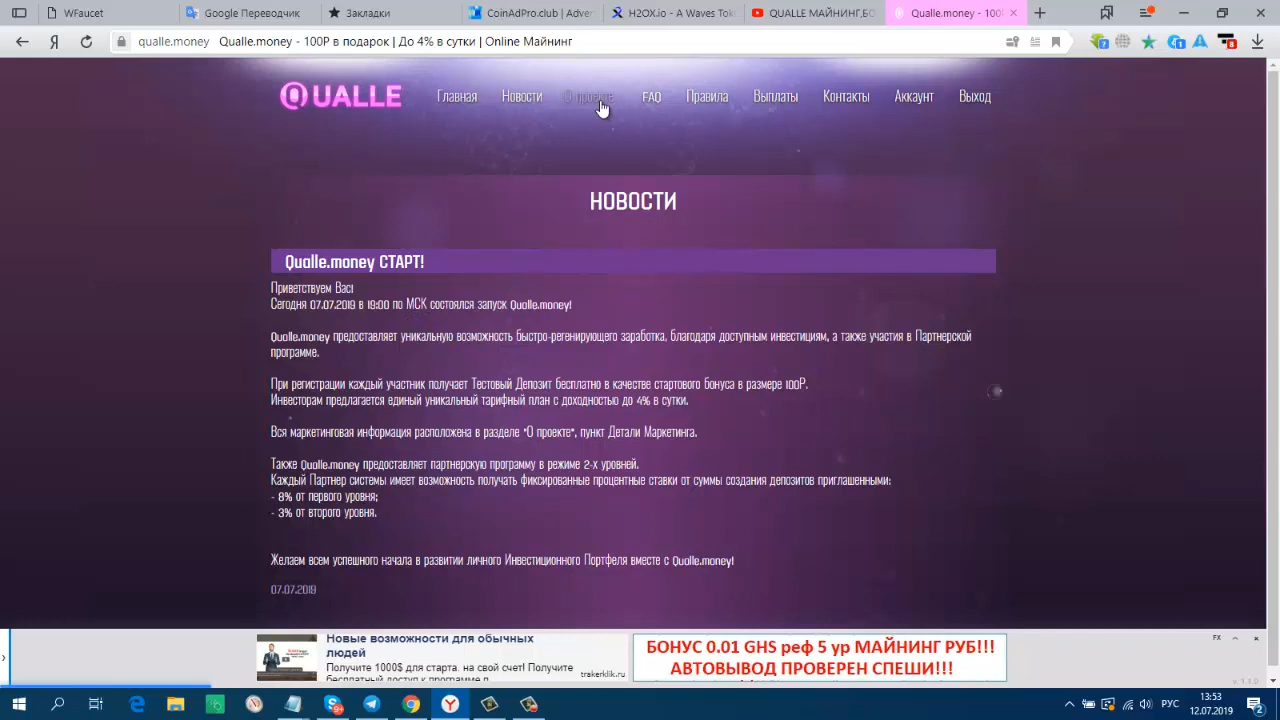 WFaucet
Google Переводчик
Закладки
CoinAdPro.club | Adver
H2OX.io - A Waves Tok
QUALLE МАЙНИНГ,БО
Qualle.money - 100
qualle.money Qualle.money - 100Р в подарок | До 4% в сутки | Online Майнинг
QUALLE
Главная
Новости
О проекте
FAQ
Правила
Выплаты
Контакты
Аккаунт
Выход
НОВОСТИ
Qualle.money СТАРТ!
Приветствуем Вас!
Сегодня 07.07.2019 в 19:00 по МСК состоялся запуск Qualle.money!
Qualle.money предоставляет уникальную возможность быстро-регенирующего заработка, благодаря доступным инвестициям, а также участия в Партнерской
программе.
При регистрации каждый участник получает Тестовый Депозит бесплатно в качестве стартового бонуса в размере 100Р.
Инвесторам предлагается единый уникальный тарифный план с доходностью до 4% в сутки.
Вся маркетинговая информация расположена в разделе "О проекте", пункт Детали Маркетинга.
Также Qualle.money предоставляет партнерскую программу в режиме 2-х уровней.
Каждый Партнер системы имеет возможность получать фиксированные процентные ставки от суммы создания депозитов приглашенными:
- 8% от первого уровня;
- 3% от второго уровня.
Желаем всем успешного начала в развитии личного Инвестиционного Портфеля вместе с Qualle.money!
07.07.2019
Новые возможности для обычных
людей
Получите 1000$ для старта. на свой счет! Получите
бесплатный доступ к программе и
trakerklik.ru
БОНУС 0.01 GHS реф 5 ур МАЙНИНГ РУБ!!!
АВТОВЫВОД ПРОВЕРЕН СПЕШИ!!!
FX
v 1.1.0
РУС
13:53
12.07.2019